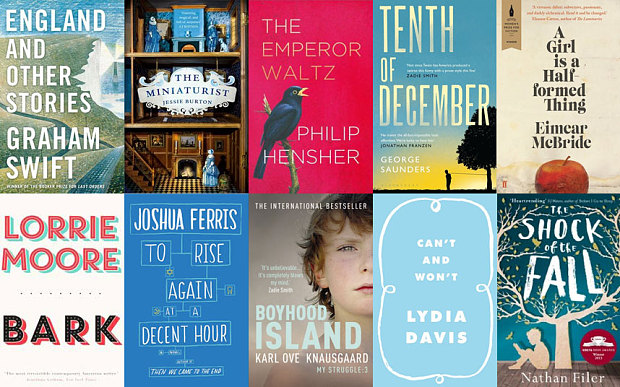 ENGLAND
AND
OTHER
STORIES
GRAHAM
SWIFT
WINNER OF THE BOOKER PRIZE FOR LAST ORDERS
THE
MINIATURIST
JESSIE BURTON
THE
EMPEROR
WALTZ
PHILIP
HENSHER
TENTH
OF
DECEMBER
ZADIE SMITH
JONATHAN FRANZEN
GEORGE
SAUNDERS
A
Girl is a
Half-
formed
Thing
Eimear
McBride
LORRIE
MOORE
BARK
JOSHUA FERRIS
TO RISE
AGAIN
AT A
DECENT HOUR
THEN WE CAME TO THE END
THE INTERNATIONAL BESTSELLER
'It's unbelievable...
It's completely
blown my mind.'
Zadie Smith
BOYHOOD
ISLAND
KARL OVE KNAUSGAARD
MY STRUGGLE:3
CAN'T AND
WON'T
LYDIA
DAVIS
THE
SHOCK
OF THE
FALL
Winner
Nathan Filer